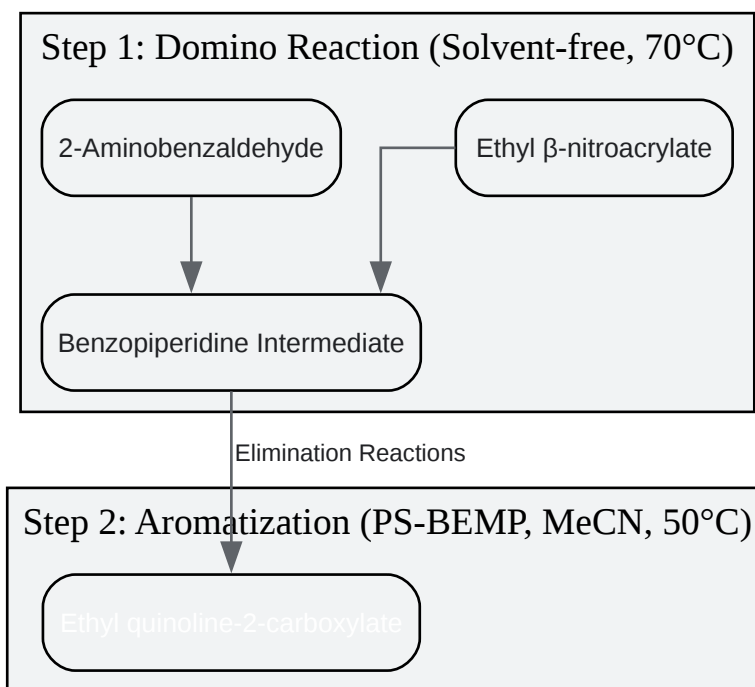 Step 1: Domino Reaction (Solvent-free, 70°C)
2-Aminobenzaldehyde
Ethyl β-nitroacrylate
Benzopiperidine Intermediate
Elimination Reactions
Step 2: Aromatization (PS-BEMP, MeCN, 50°C)
Ethyl quinoline-2-carboxylate